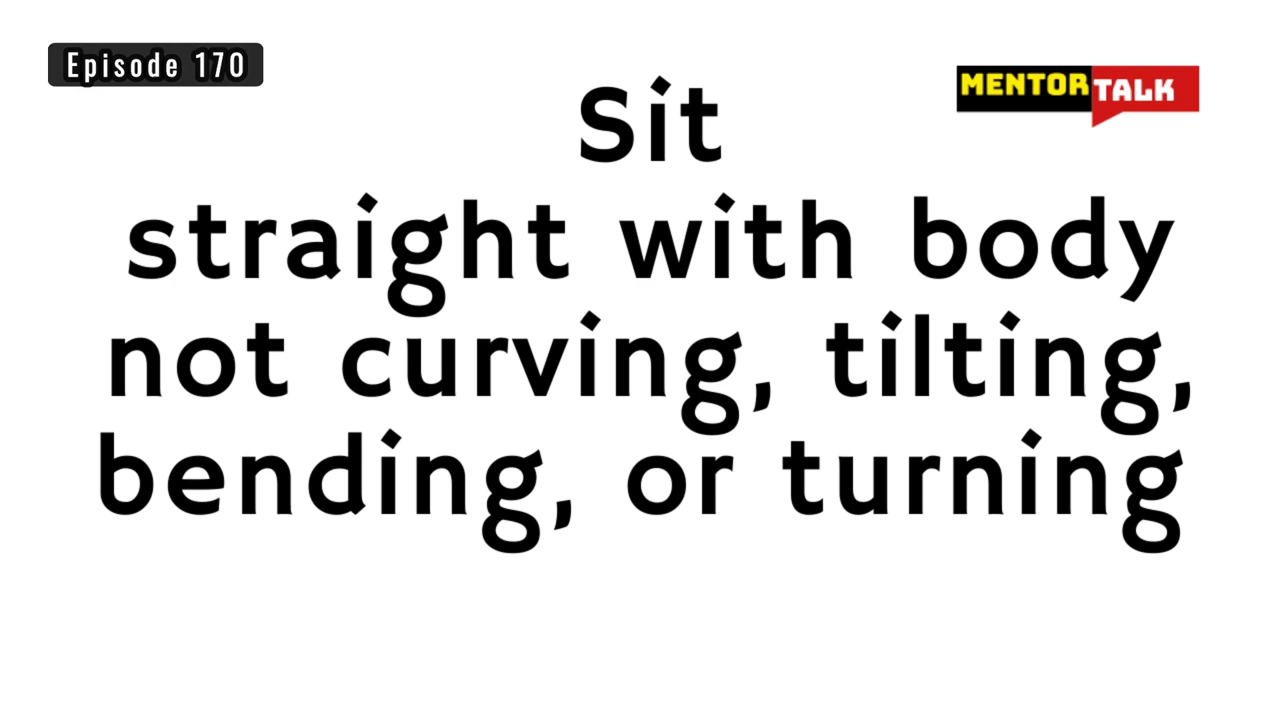 Episode 170
MENTOR TALK
Sit
straight with body
not curving, tilting,
bending, or turning